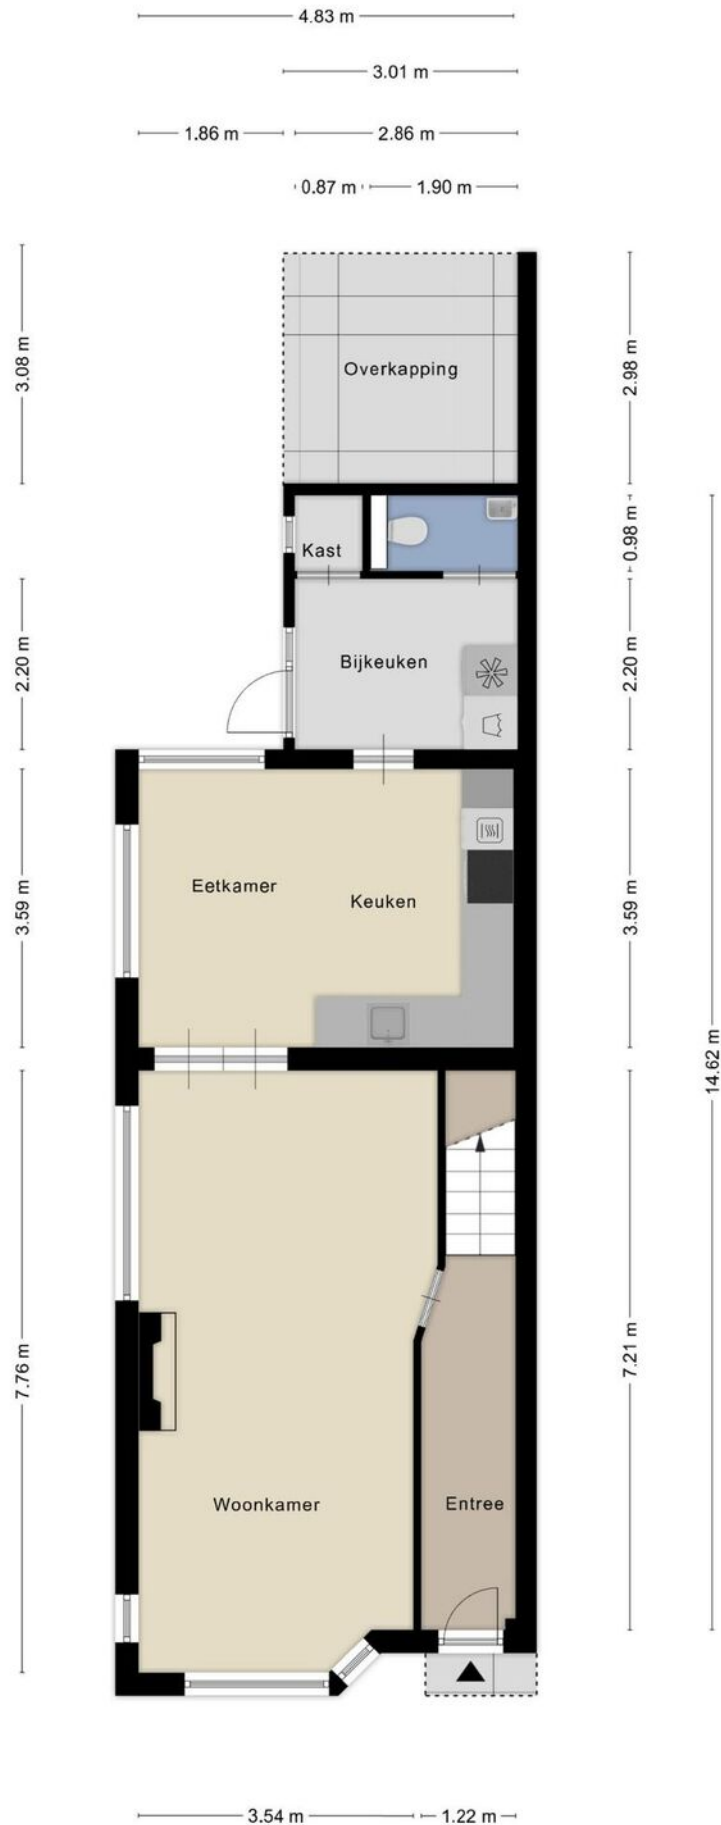 4.83 m
3.01 m
1.86 m
2.86 m
0.87 m
1.90 m
3.08 m
Overkapping
2.98 m
0.98 m
Kast
2.20 m
Bijkeuken
2.20 m
3.59 m
Eetkamer
Keuken
3.59 m
14.62 m
7.76 m
7.21 m
Woonkamer
Entree
3.54 m
1.22 m